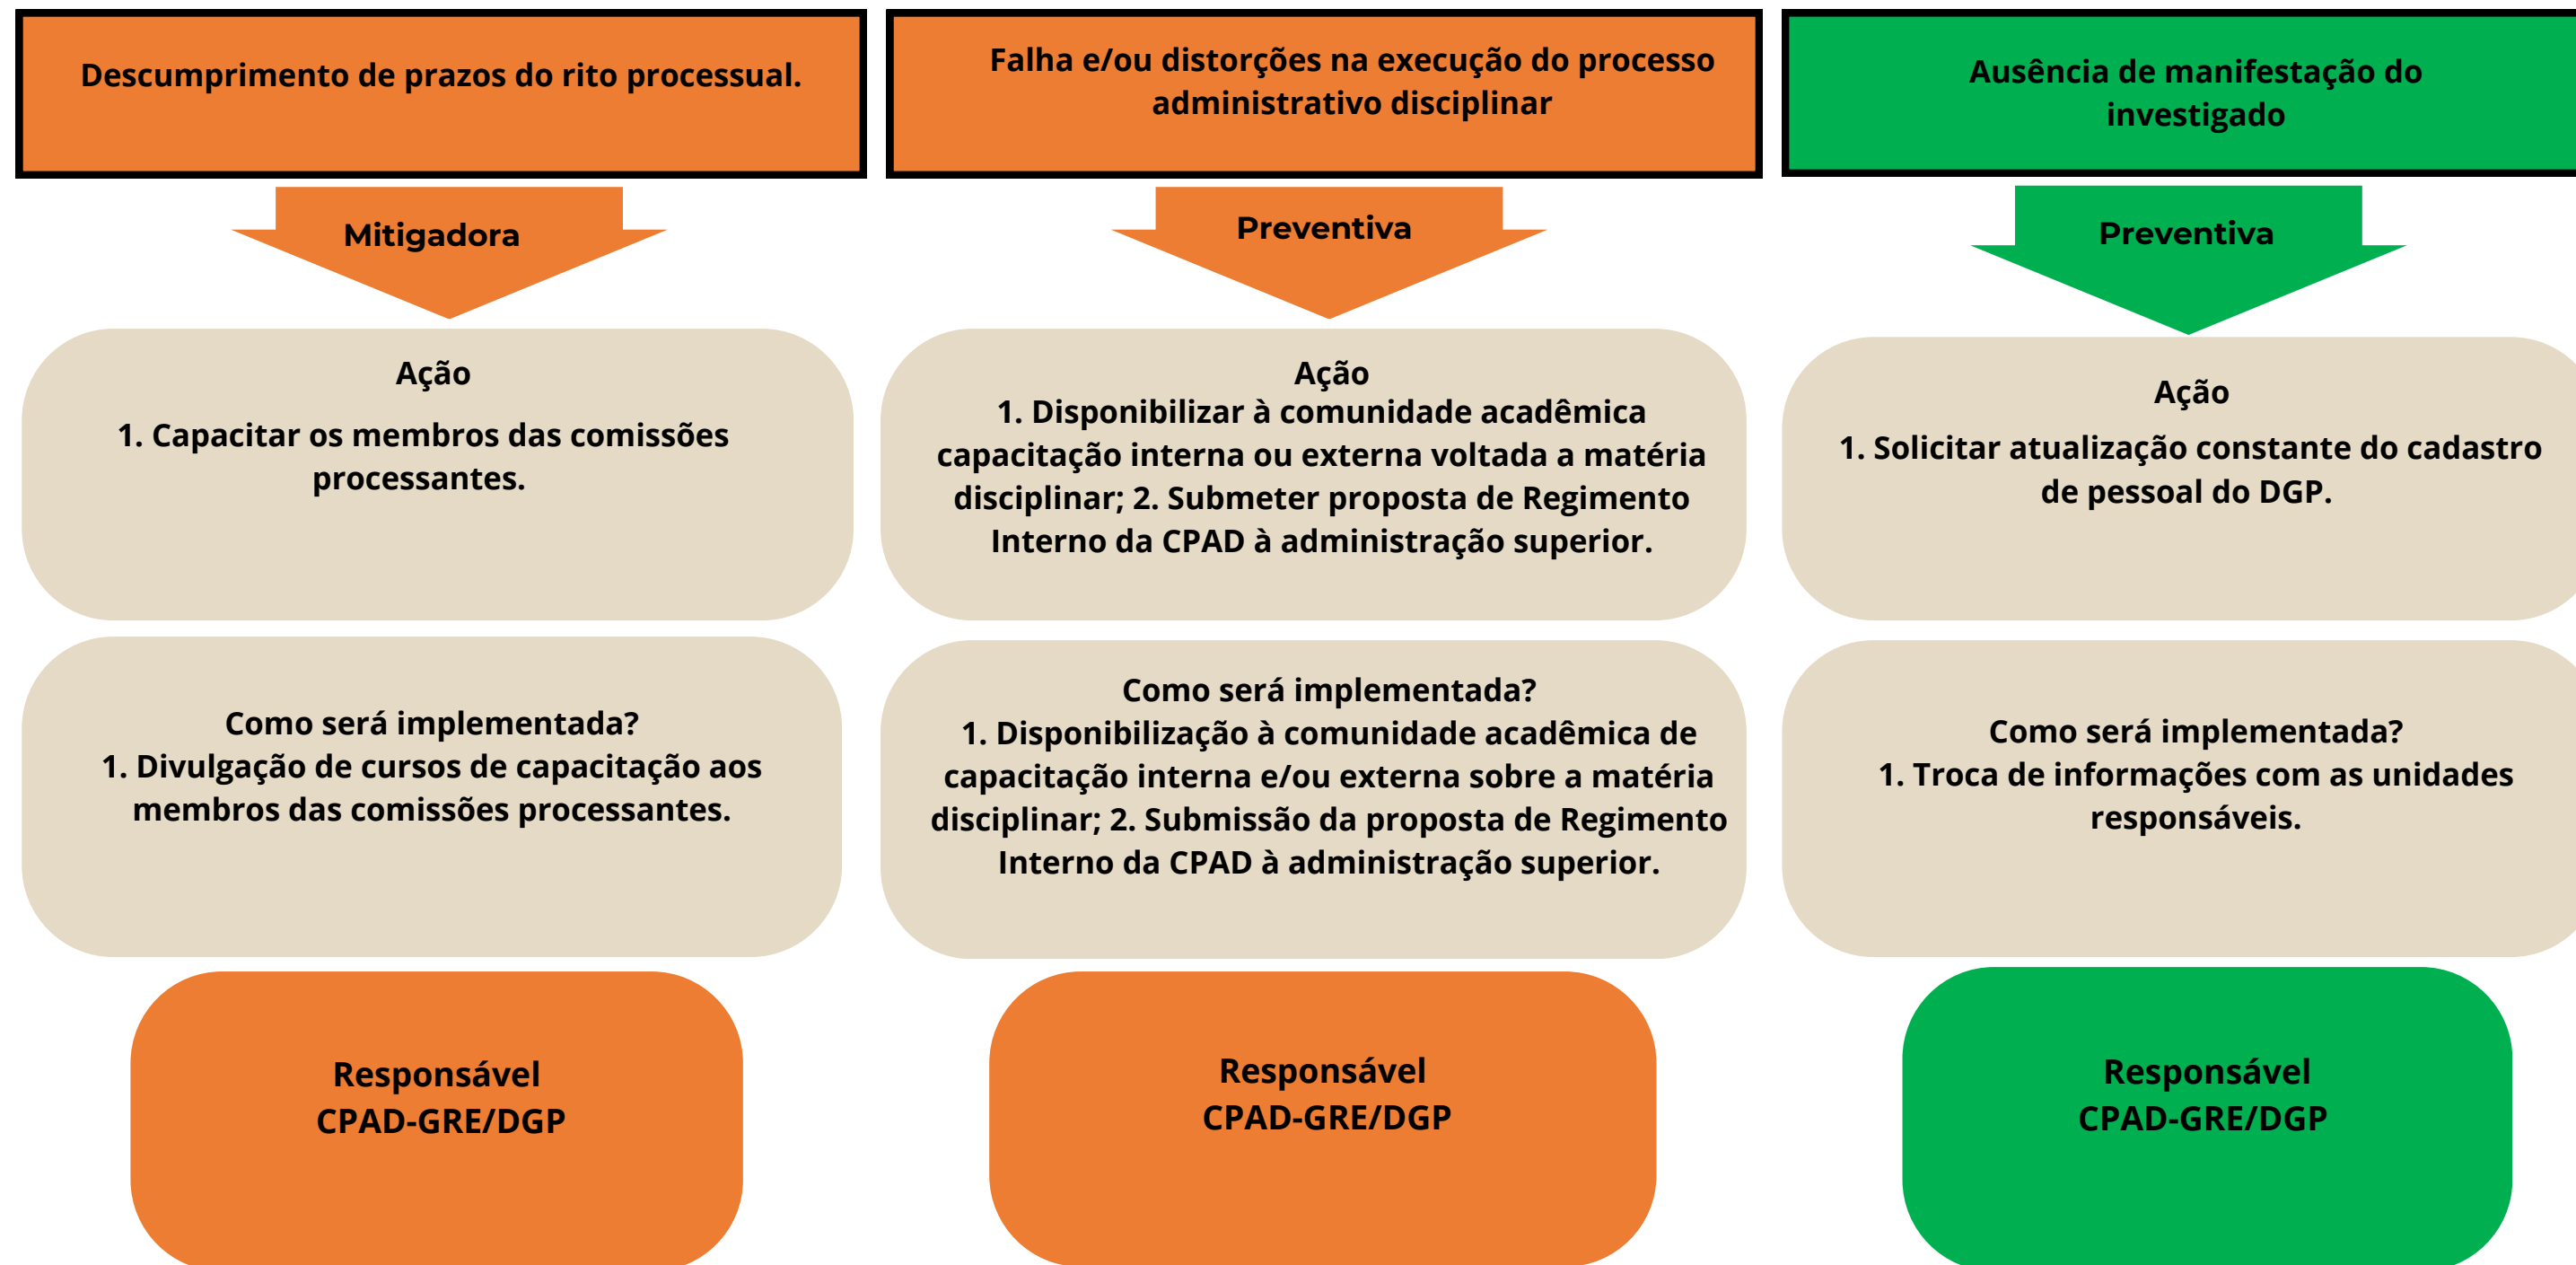 Descumprimento de prazos do rito processual.
Mitigadora
Ação
1. Capacitar os membros das comissões
processantes.
Como será implementada?
1. Divulgação de cursos de capacitação aos
membros das comissões processantes.
Responsável
CPAD-GRE/DGP
Falha e/ou distorções na execução do processo
administrativo disciplinar
Preventiva
Ação
1. Disponibilizar à comunidade acadêmica
capacitação interna ou externa voltada a matéria
disciplinar; 2. Submeter proposta de Regimento
Interno da CPAD à administração superior.
Como será implementada?
1. Disponibilização à comunidade acadêmica de
capacitação interna e/ou externa sobre a matéria
disciplinar; 2. Submissão da proposta de Regimento
Interno da CPAD à administração superior.
Responsável
CPAD-GRE/DGP
Ausência de manifestação do
investigado
Preventiva
Ação
1. Solicitar atualização constante do cadastro
de pessoal do DGP.
Como será implementada?
1. Troca de informações com as unidades
responsáveis.
Responsável
CPAD-GRE/DGP